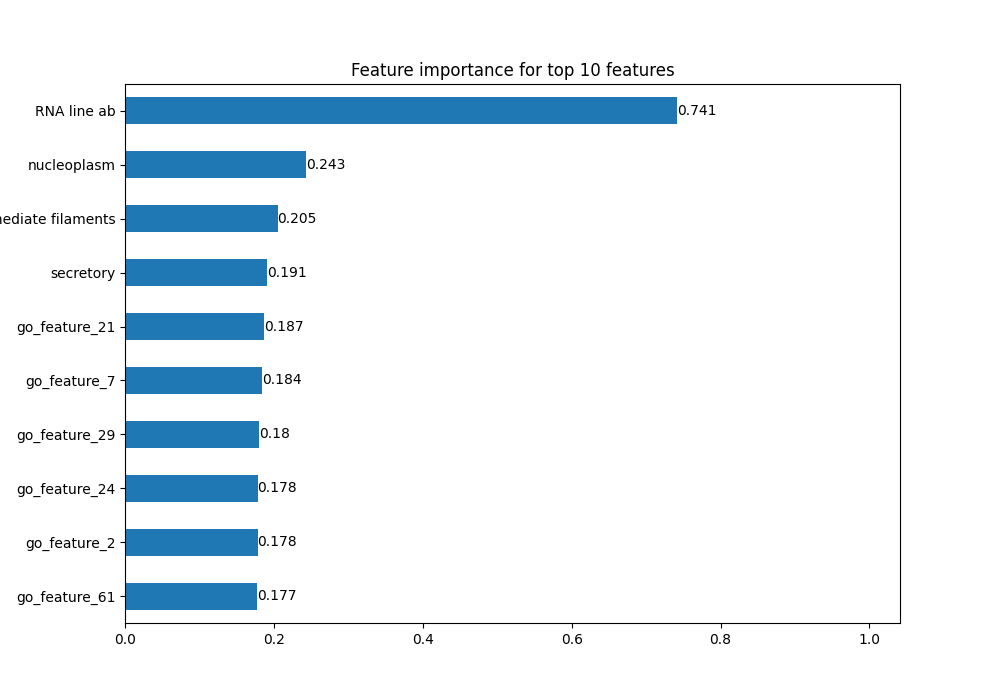 Feature importance for top 10 features
RNA line ab
0.741
nucleoplasm
0.243
filaments
0.205
secretory
0.191
go_feature_21
0.187
go_feature_7
0.184
go_feature_29
0.18
go_feature_24
0.178
go_feature_2
0.178
go_feature_61
0.177
0.0 0.2 0.4 0.6 0.8 1.0